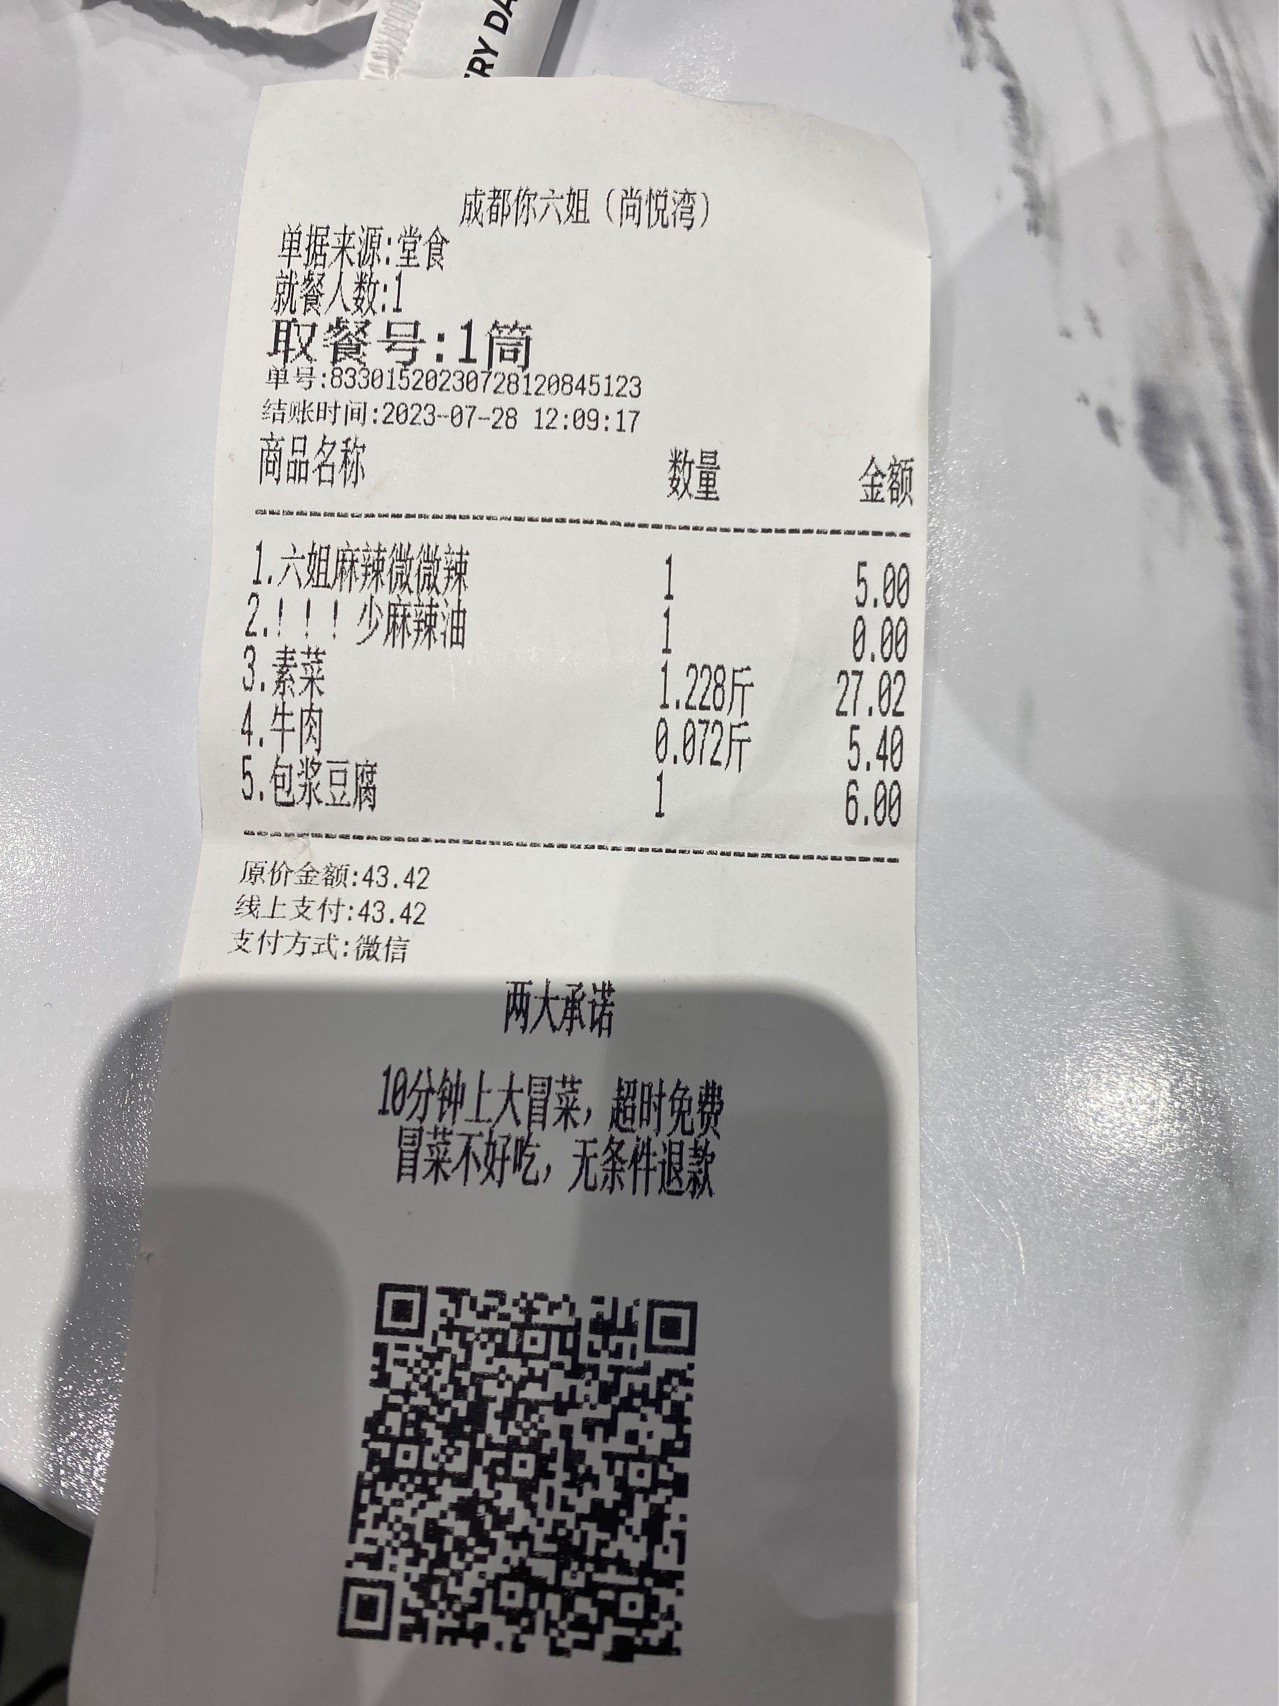 RY DA
成都你六姐（尚悦湾）
单据来源:堂食
就餐人数:1
取餐号:1筒
单号:83301520230728120845123
结账时间:2023-07-28 12:09:17
商品名称 数量 金额
1.六姐麻辣微微辣 1 5.00
2.！！！少麻辣油 1 0.00
3.素菜 1.228斤 27.02
4.牛肉 0.072斤 5.40
5.包浆豆腐 1 6.00
原价金额:43.42
线上支付:43.42
支付方式:微信
两大承诺
10分钟上大冒菜，超时免费
冒菜不好吃，无条件退款